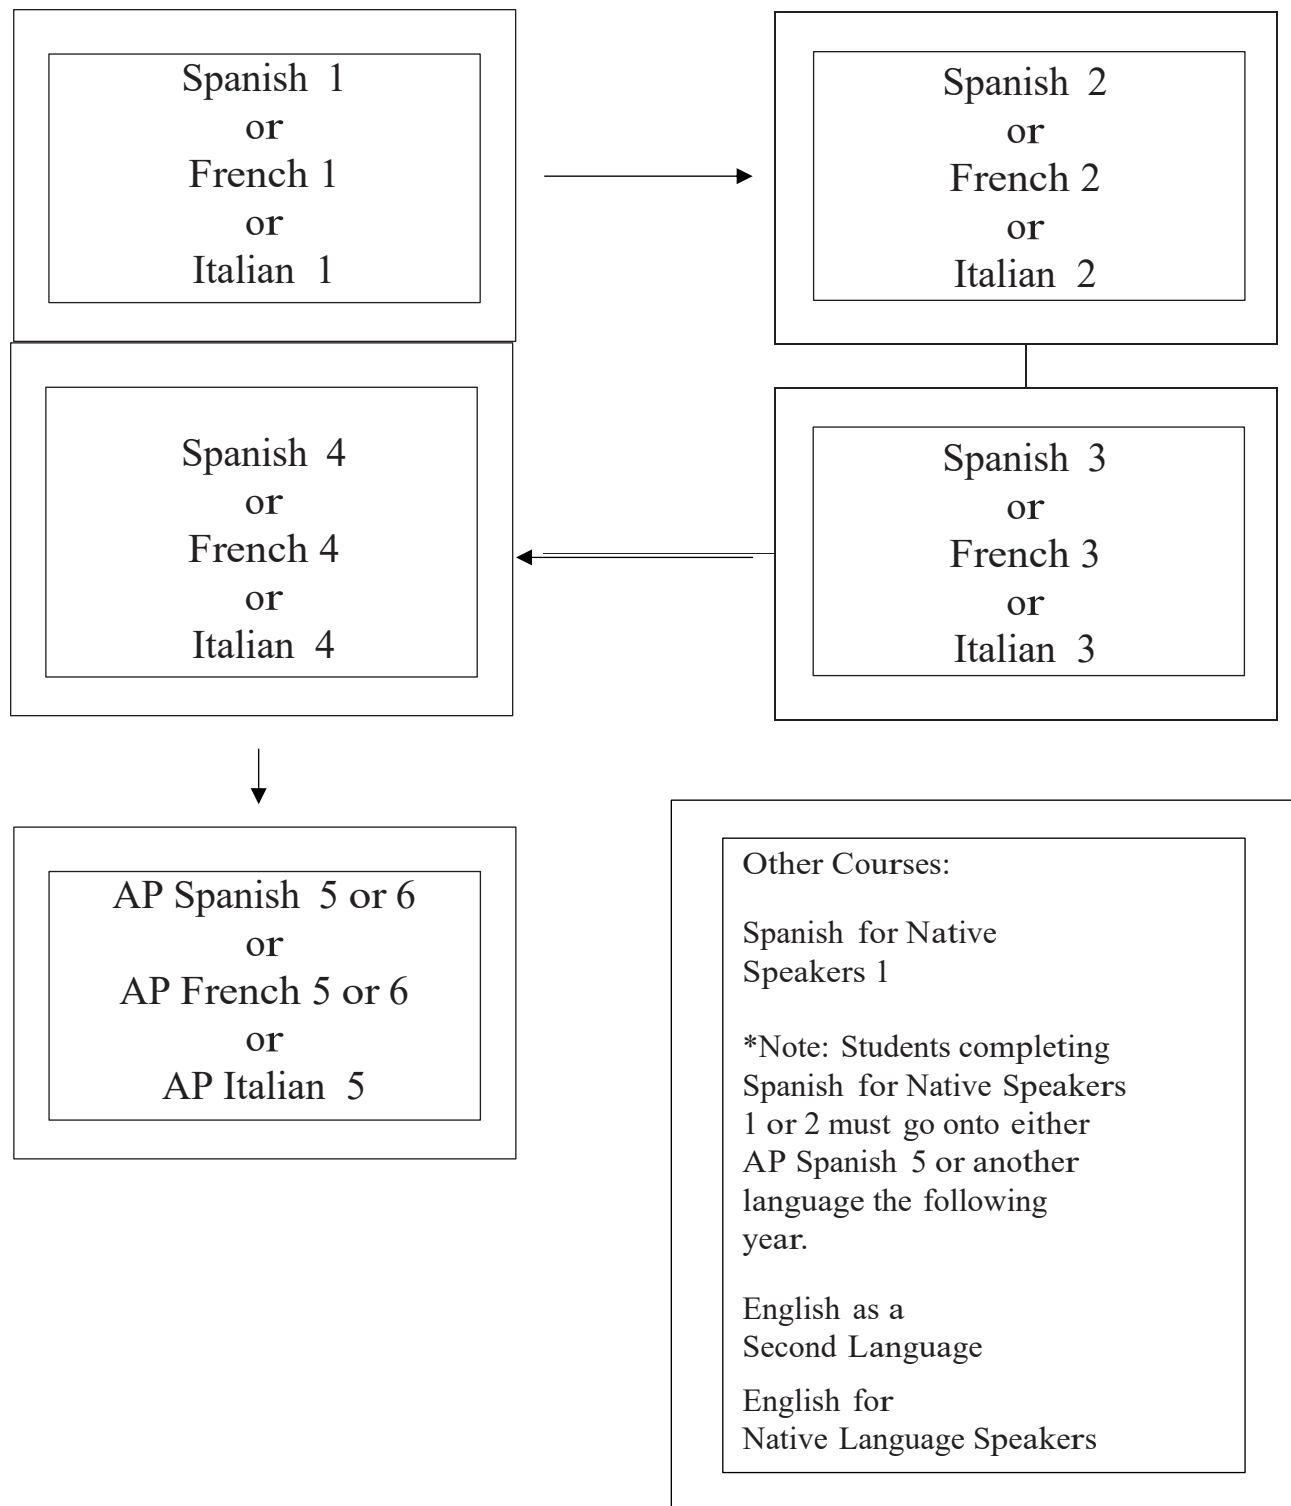 Spanish 1
or
French 1
or
Italian 1
Spanish 2
or
French 2
or
Italian 2
Spanish 3
or
French 3
or
Italian 3
Spanish 4
or
French 4
or
Italian 4
AP Spanish 5 or 6
or
AP French 5 or 6
or
AP Italian 5
Other Courses:
Spanish for Native
Speakers 1
*Note: Students completing
Spanish for Native Speakers
1 or 2 must go onto either
AP Spanish 5 or another
language the following
year.
English as a
Second Language
English for
Native Language Speakers